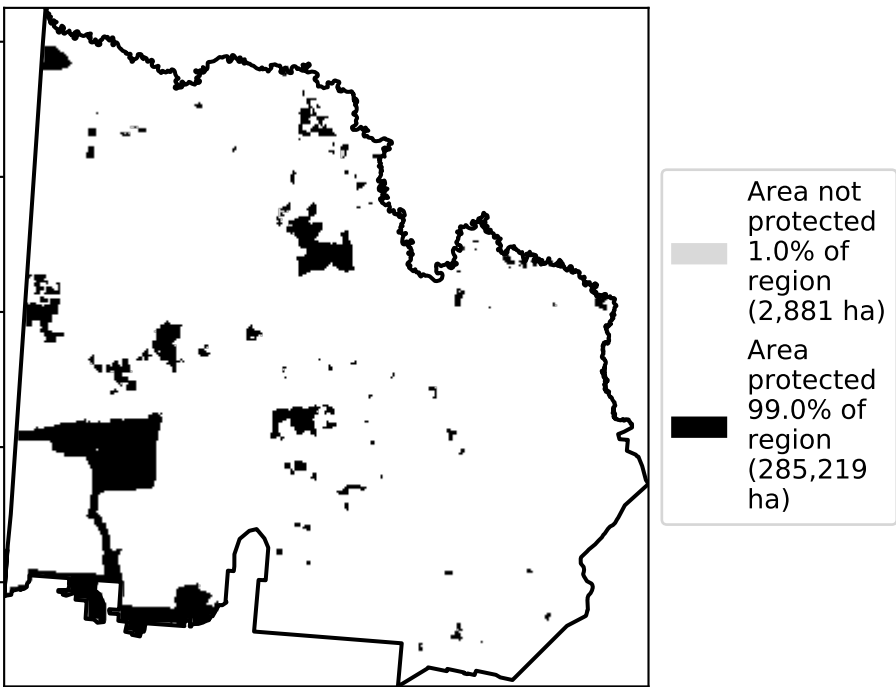 Area not
protected
1.0% of
region
(2,881 ha)
Area
protected
99.0% of
region
(285,219
ha)